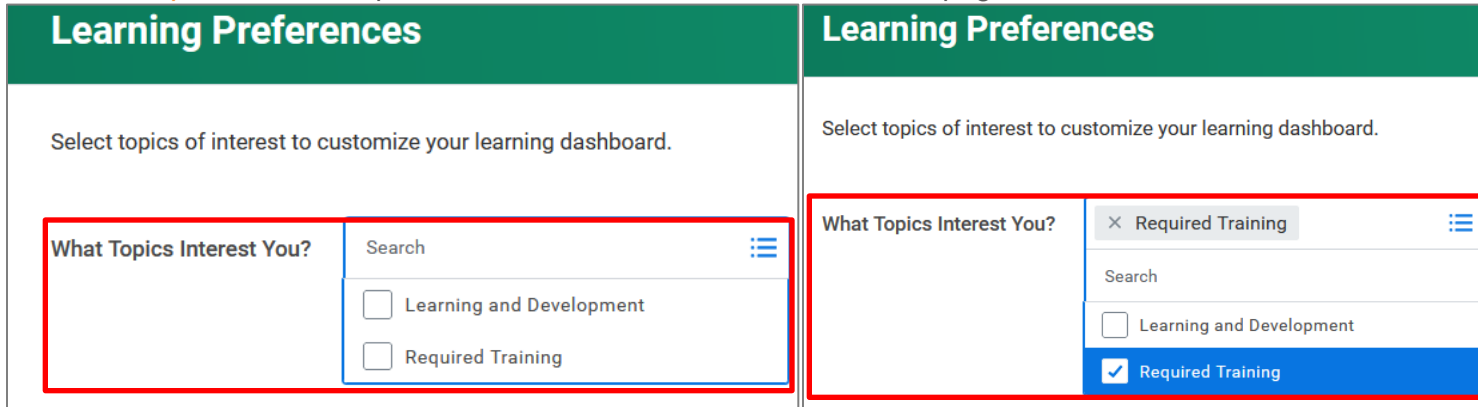 Learning Preferences
Select topics of interest to customize your learning dashboard.
What Topics Interest You?
Search
Learning and Development
Required Training
Learning Preferences
Select topics of interest to customize your learning dashboard.
What Topics Interest You?
× Required Training
Search
Learning and Development
Required Training